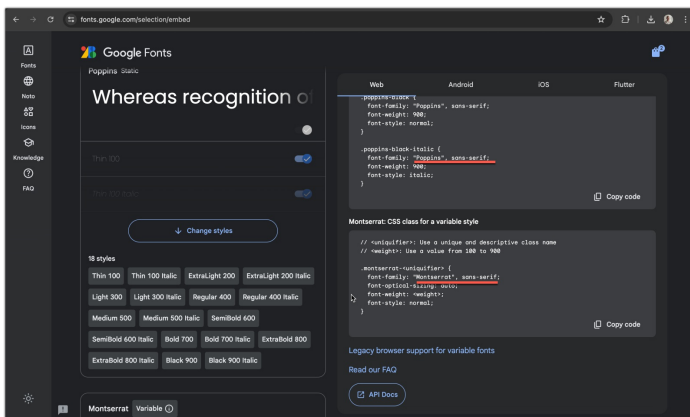 fonts.google.com/selection/embed
Google Fonts
2
Fonts
Noto
Icons
Knowledge
FAQ
Poppins Static
Whereas recognition of
Thin 100
Thin 100 Italic
Change styles
18 styles
Thin 100 Thin 100 Italic ExtraLight 200 ExtraLight 200 Italic
Light 300 Light 300 Italic Regular 400 Regular 400 Italic
Medium 500 Medium 500 Italic SemiBold 600
SemiBold 600 Italic Bold 700 Bold 700 Italic ExtraBold 800
ExtraBold 800 Italic Black 900 Black 900 Italic
Montserrat Variable
Web Android iOS Flutter
.poppins-black {
font-family: "Poppins", sans-serif;
font-weight: 900;
font-style: normal;
}
.poppins-black-italic {
font-family: "Poppins", sans-serif;
font-weight: 900;
font-style: italic;
}
Copy code
Montserrat: CSS class for a variable style
// <uniquifier>: Use a unique and descriptive class name
// <weight>: Use a value from 100 to 900
.montserrat-<uniquifier> {
font-family: "Montserrat", sans-serif;
font-optical-sizing: auto;
font-weight: <weight>;
font-style: normal;
}
Copy code
Legacy browser support for variable fonts
Read our FAQ
API Docs